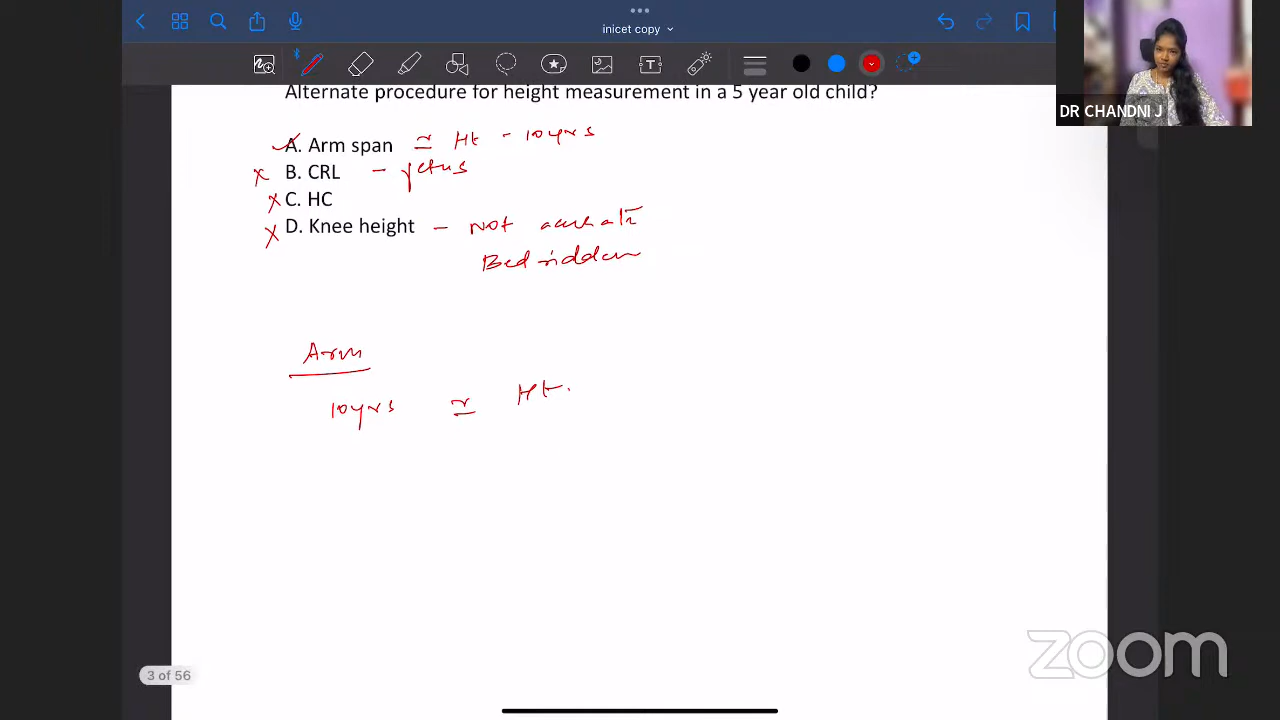 inicet copy
DR CHANDNI J
Alternate procedure for height measurement in a 5 year old child?
A. Arm span ≃ Ht - 10yrs
B. CRL - fetus
C. HC
D. Knee height - Not
Bed ridden
Arm
10yrs ≃ Ht.
3 of 56
zoom